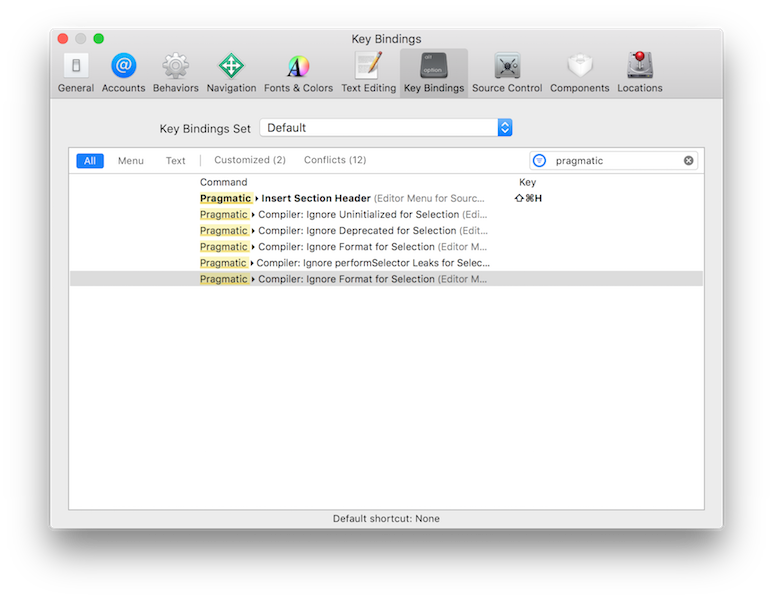 Key Bindings
General Accounts Behaviors Navigation Fonts & Colors Text Editing Key Bindings Source Control Components Locations
Key Bindings Set Default
All Menu Text Customized (2) Conflicts (12) pragmatic
Command Key
Pragmatic ▸ Insert Section Header (Editor Menu for Sourc... ⇧⌘H
Pragmatic ▸ Compiler: Ignore Uninitialized for Selection (Edi...
Pragmatic ▸ Compiler: Ignore Deprecated for Selection (Edit...
Pragmatic ▸ Compiler: Ignore Format for Selection (Editor M...
Pragmatic ▸ Compiler: Ignore performSelector Leaks for Selec...
Pragmatic ▸ Compiler: Ignore Format for Selection (Editor M...
Default shortcut: None